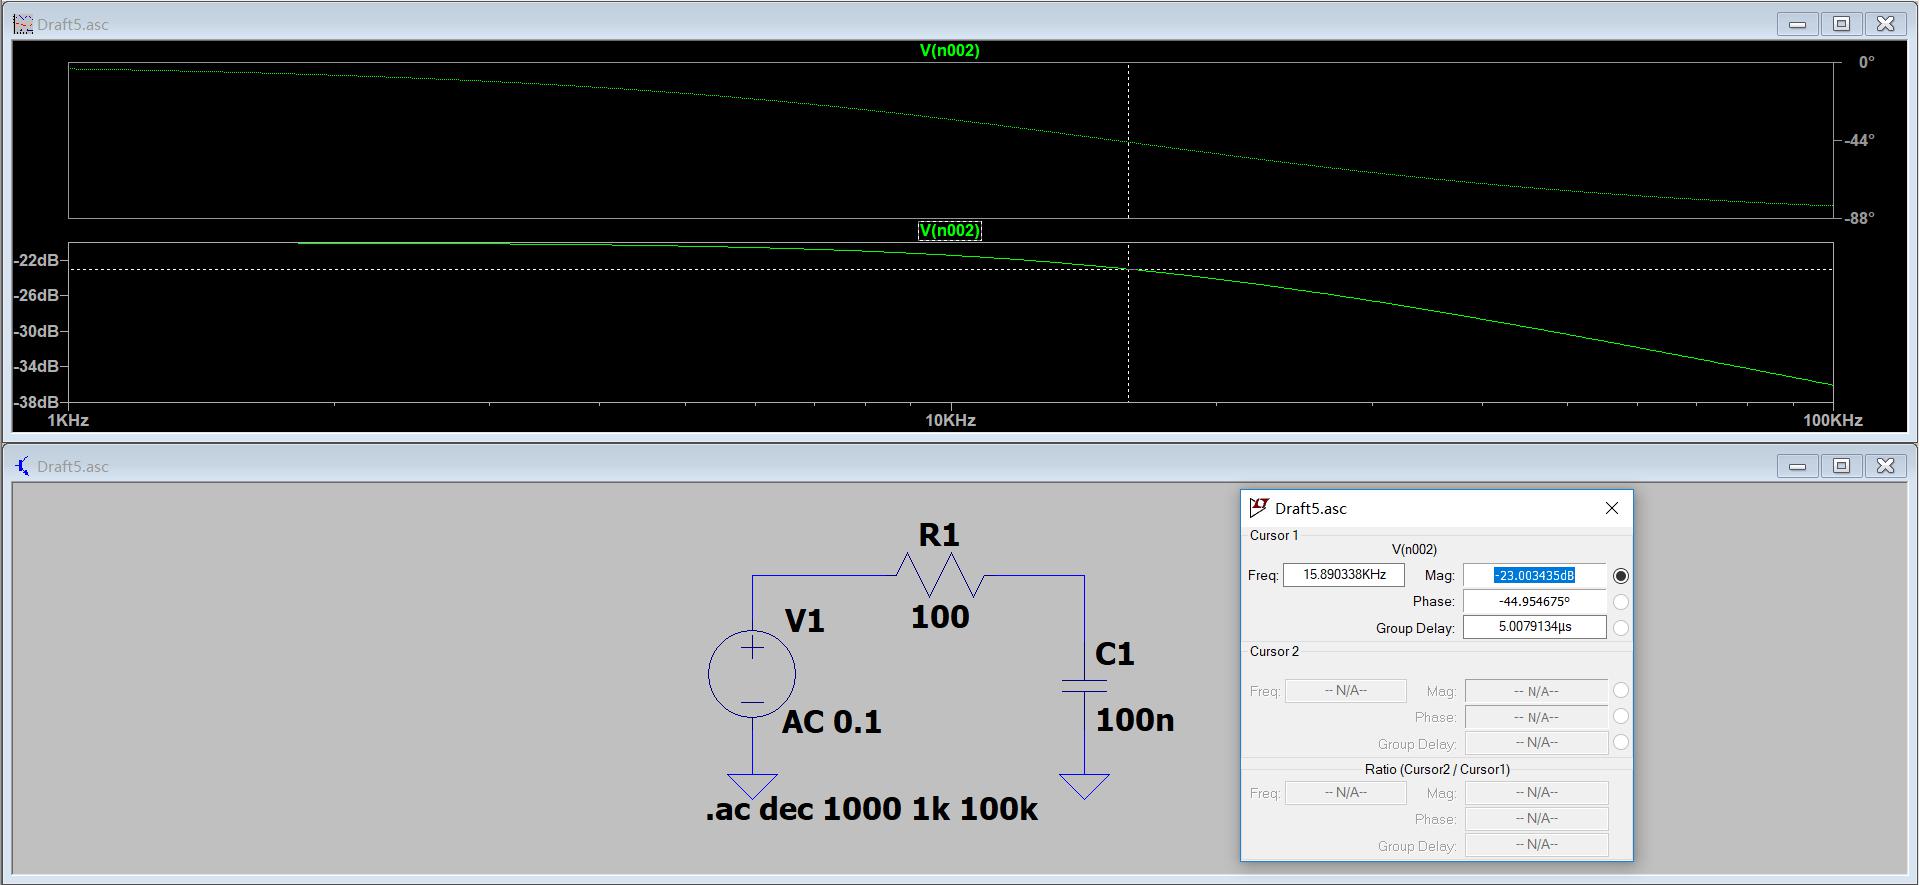 Draft5.asc
V(n002)
0°
-44°
-88°
V(n002)
-22dB
-26dB
-30dB
-34dB
-38dB
1KHz 10KHz 100KHz
Draft5.asc
R1
100
V1
AC 0.1
C1
100n
.ac dec 1000 1k 100k
Draft5.asc
Cursor 1
V(n002)
Freq: 15.890338KHz Mag: -23.003435dB
Phase: -44.954675°
Group Delay: 5.0079134µs
Cursor 2
Freq: -- N/A-- Mag: -- N/A--
Phase: -- N/A--
Group Delay: -- N/A--
Ratio (Cursor2 / Cursor1)
Freq: -- N/A-- Mag: -- N/A--
Phase: -- N/A--
Group Delay: -- N/A--